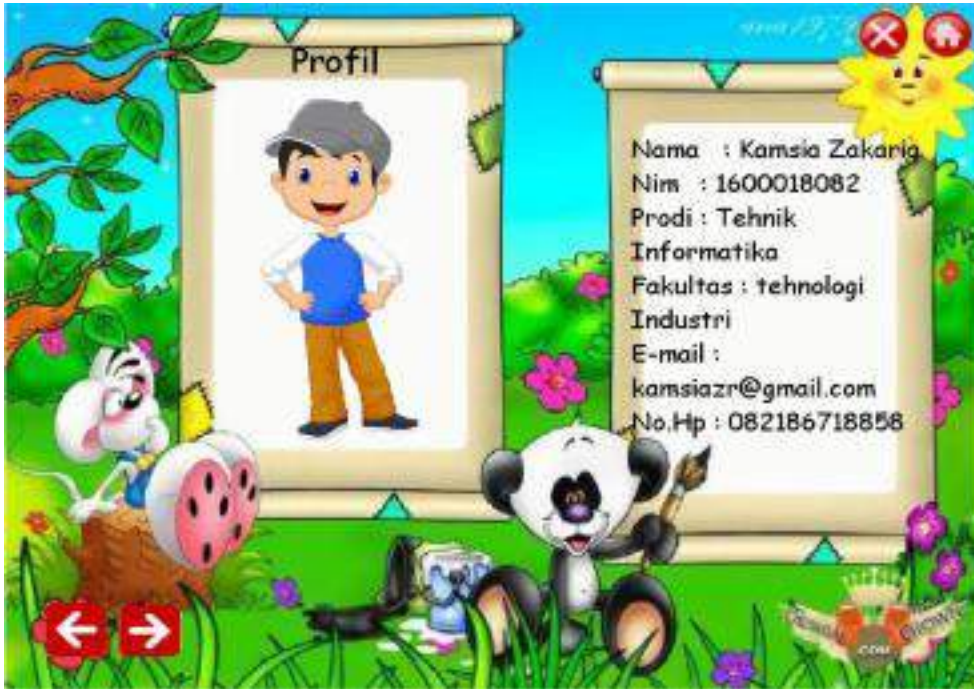 Profil
Nama : Kamsia Zakaria
Nim : 1600018082
Prodi : Tehnik
Informatika
Fakultas : tehnologi
Industri
E-mail :
kamsiazr@gmail.com
No.Hp : 082186718858
.COM